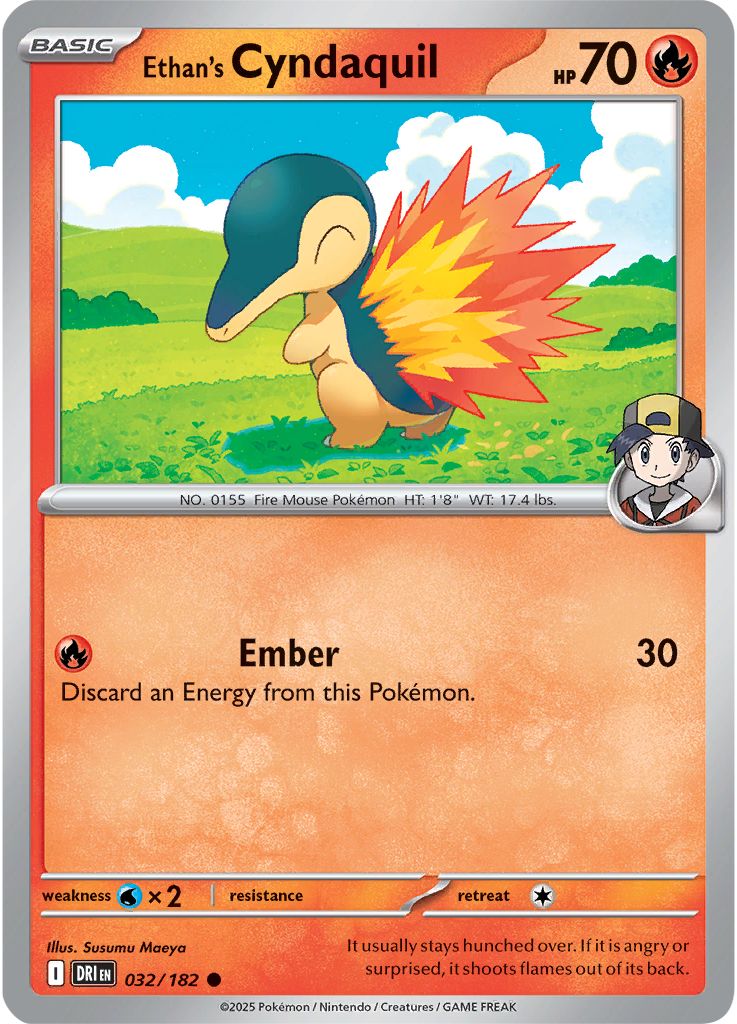 BASIC Ethan's Cyndaquil HP 70
NO. 0155 Fire Mouse Pokémon HT: 1'8" WT: 17.4 lbs.
Ember 30
Discard an Energy from this Pokémon.
weakness ×2 resistance retreat
Illus. Susumu Maeya
I DRI EN 032/182
It usually stays hunched over. If it is angry or
surprised, it shoots flames out of its back.
©2025 Pokémon / Nintendo / Creatures / GAME FREAK